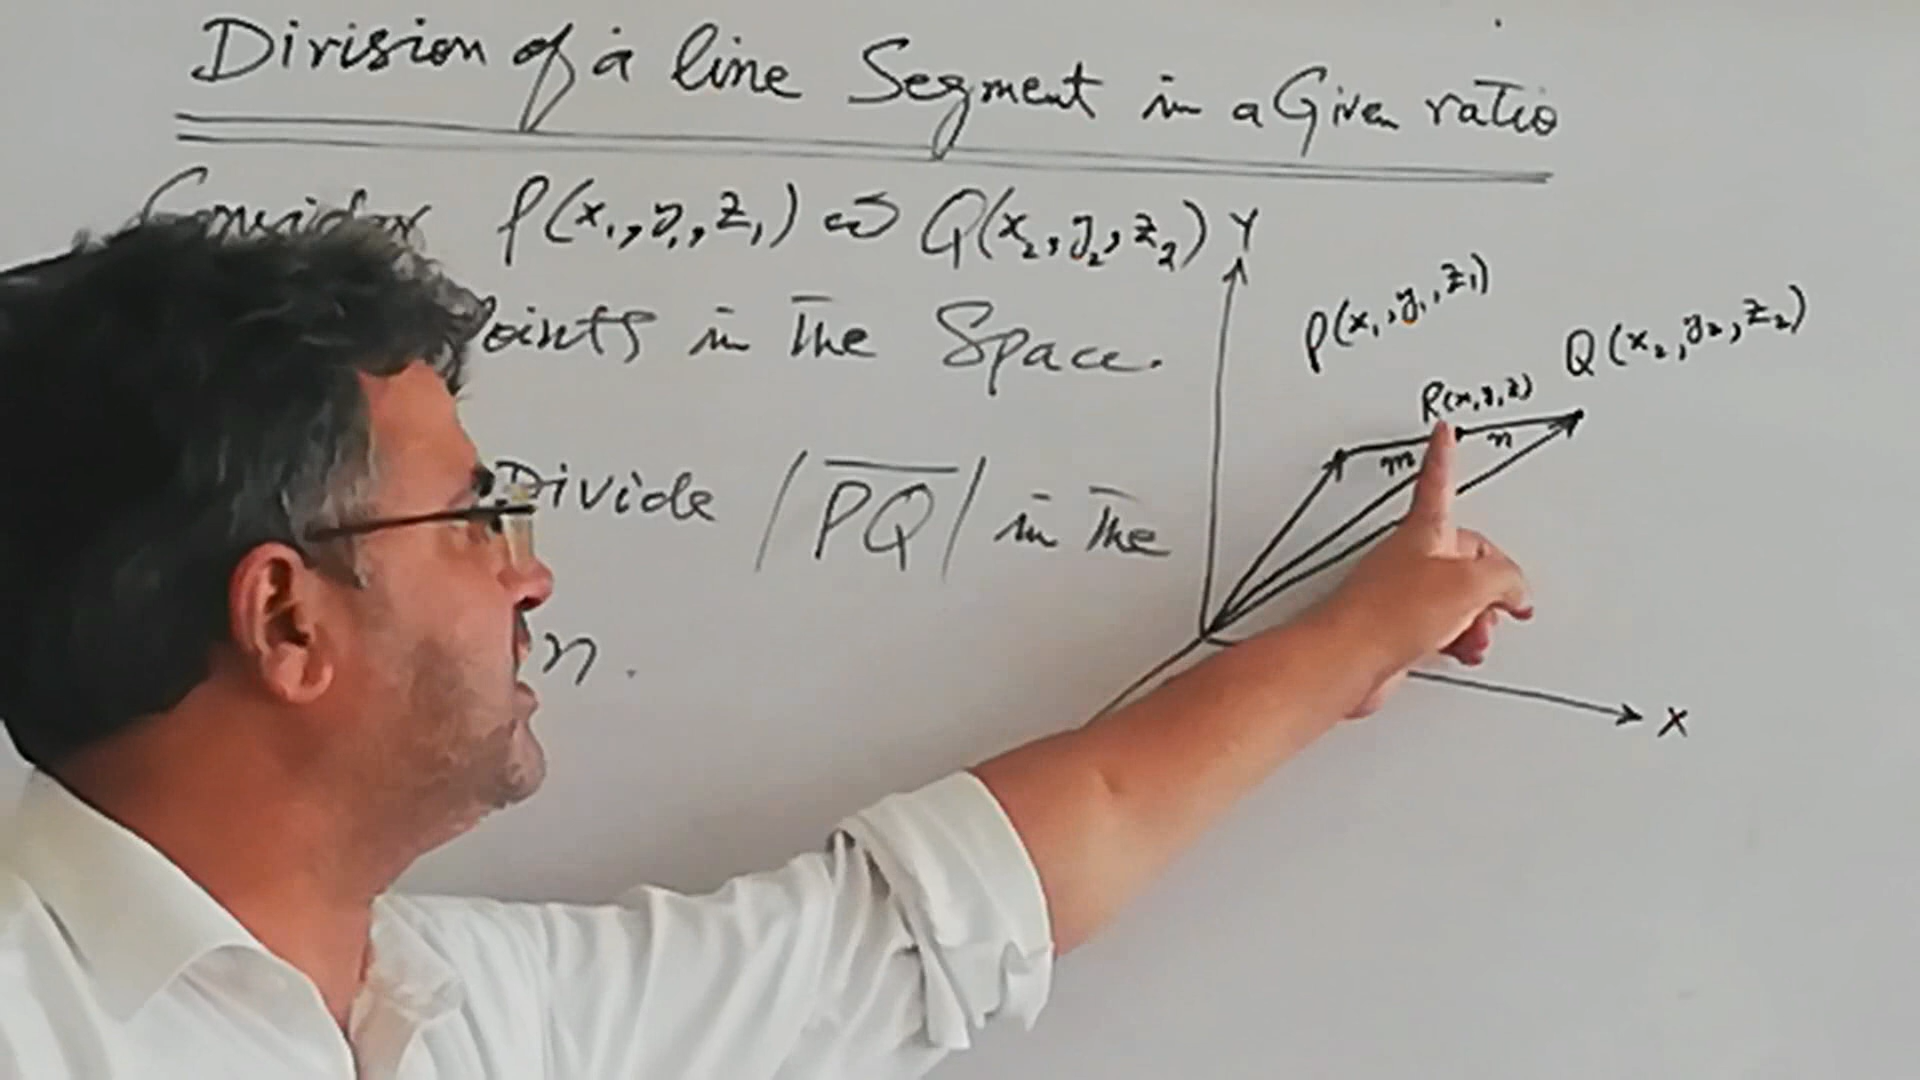 Division of a line Segment in a Given ratio
Consider P(x₁, y₁, z₁) & Q(x₂, y₂, z₂)
Points in The Space.
Divide |PQ̅| in The
n.
Y
P(x₁, y₁, z₁)
Q(x₂, y₂, z₂)
R(x, y, z)
m
n
X